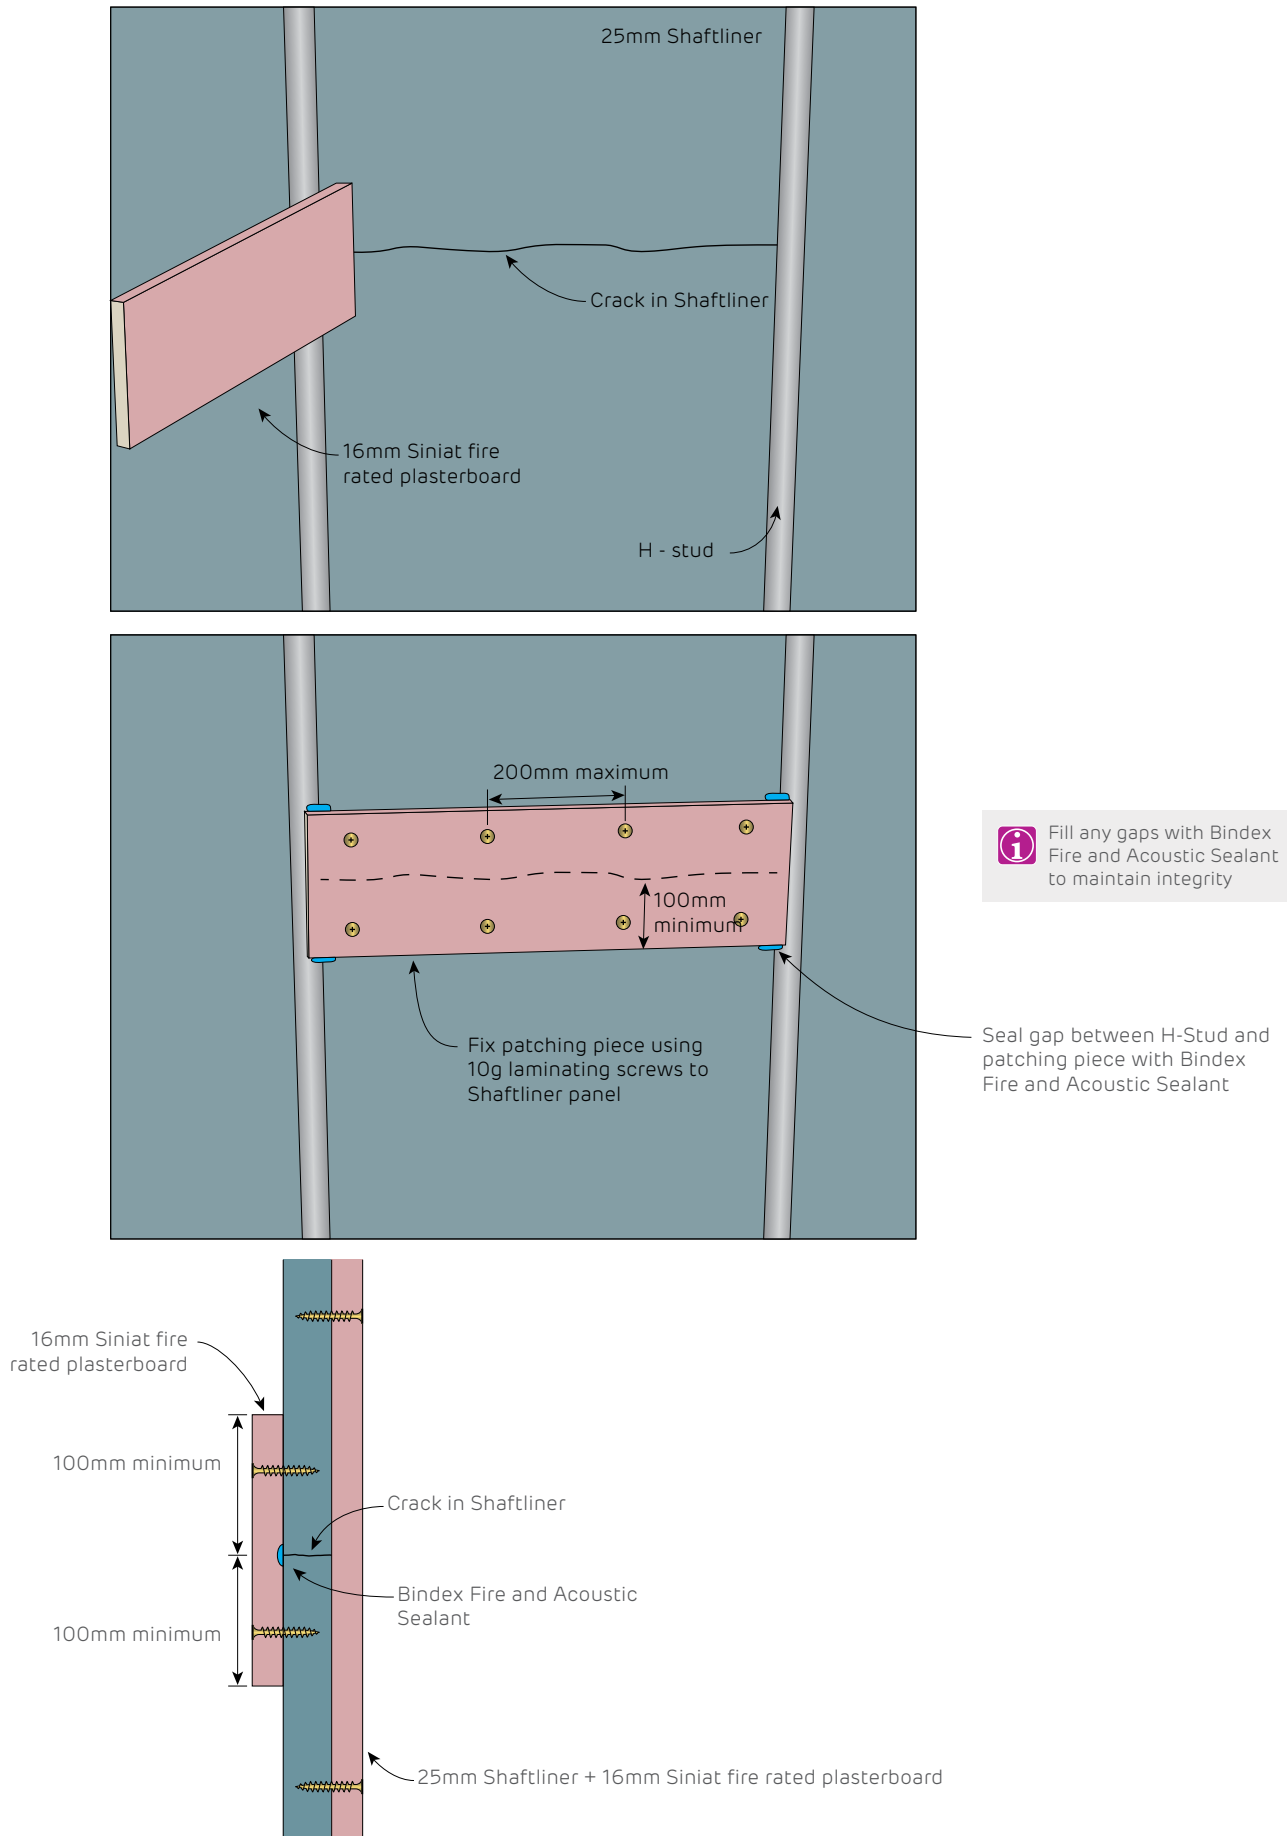 25mm Shaftliner
Crack in Shaftliner
16mm Siniat fire
rated plasterboard
H - stud
200mm maximum
100mm
minimum
Fill any gaps with Bindex
Fire and Acoustic Sealant
to maintain integrity
Fix patching piece using
10g laminating screws to
Shaftliner panel
Seal gap between H-Stud and
patching piece with Bindex
Fire and Acoustic Sealant
16mm Siniat fire
rated plasterboard
100mm minimum
Crack in Shaftliner
Bindex Fire and Acoustic
Sealant
100mm minimum
25mm Shaftliner + 16mm Siniat fire rated plasterboard